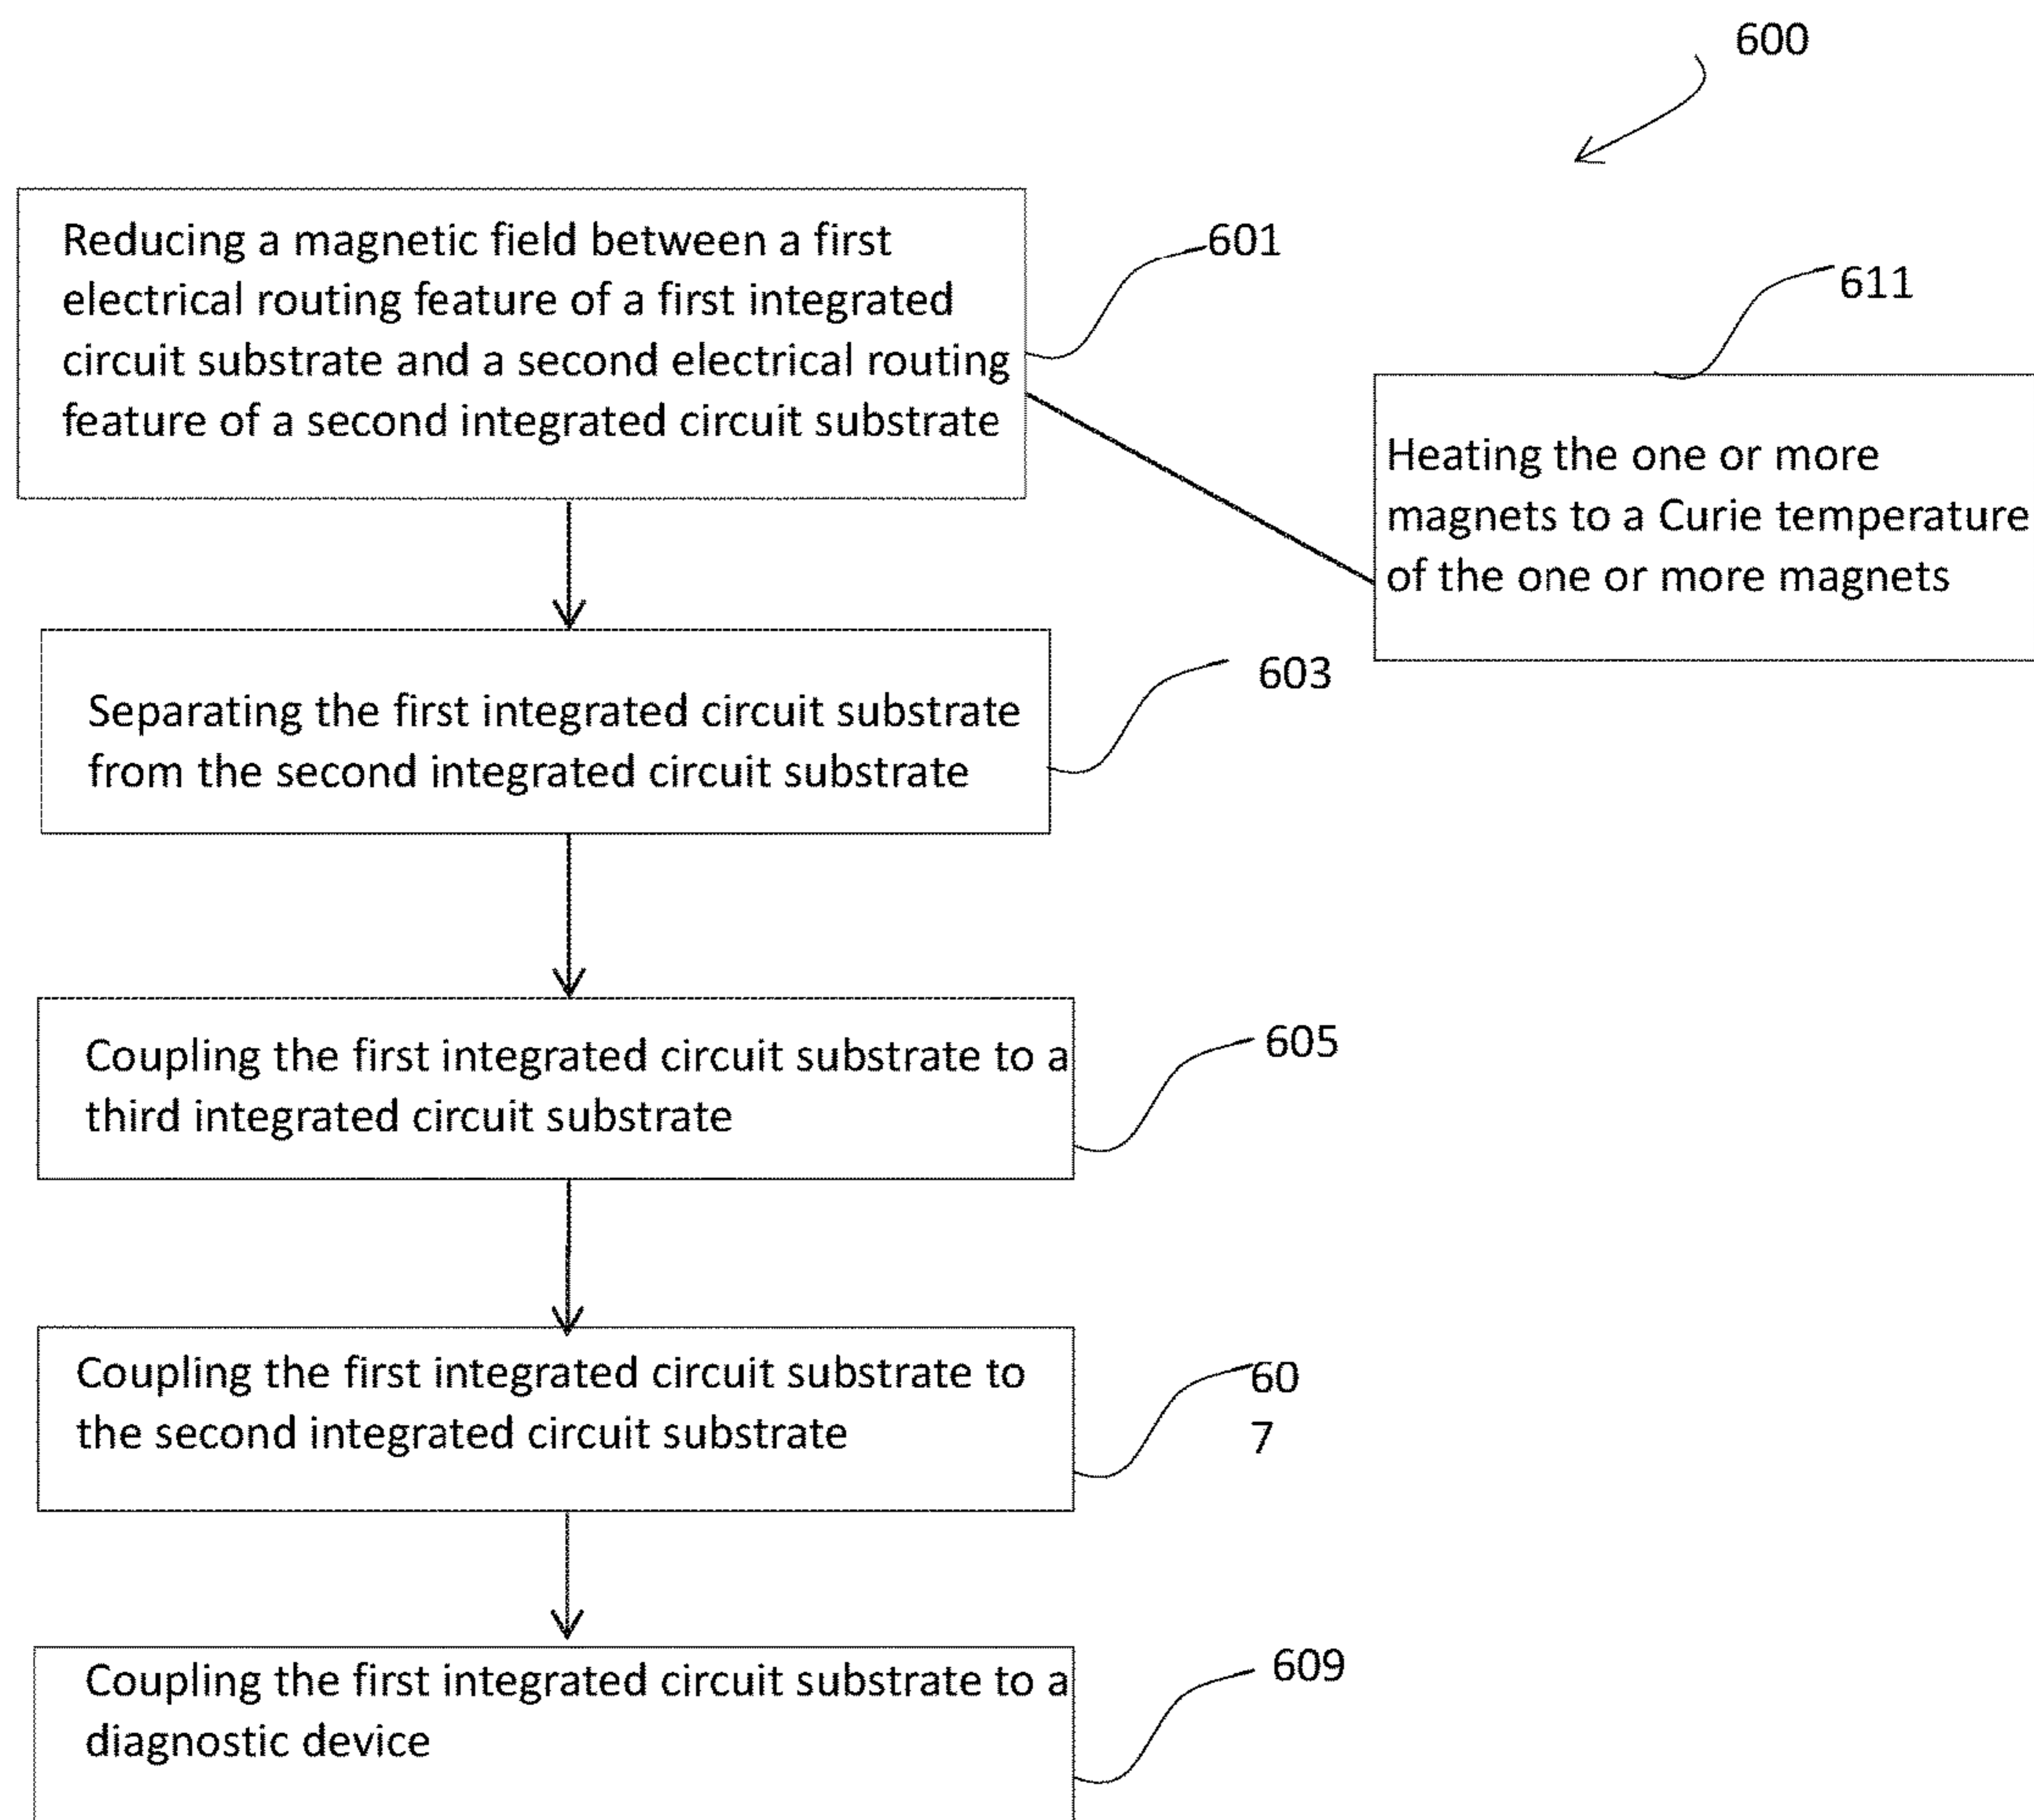 600
Reducing a magnetic field between a first
electrical routing feature of a first integrated
circuit substrate and a second electrical routing
feature of a second integrated circuit substrate
601
611
Heating the one or more
magnets to a Curie temperature
of the one or more magnets
Separating the first integrated circuit substrate
from the second integrated circuit substrate
603
Coupling the first integrated circuit substrate to a
third integrated circuit substrate
605
Coupling the first integrated circuit substrate to
the second integrated circuit substrate
60
7
Coupling the first integrated circuit substrate to a
diagnostic device
609